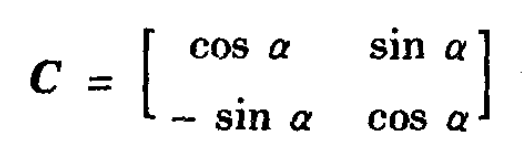 C = [ cos α sin α
− sin α cos α ]